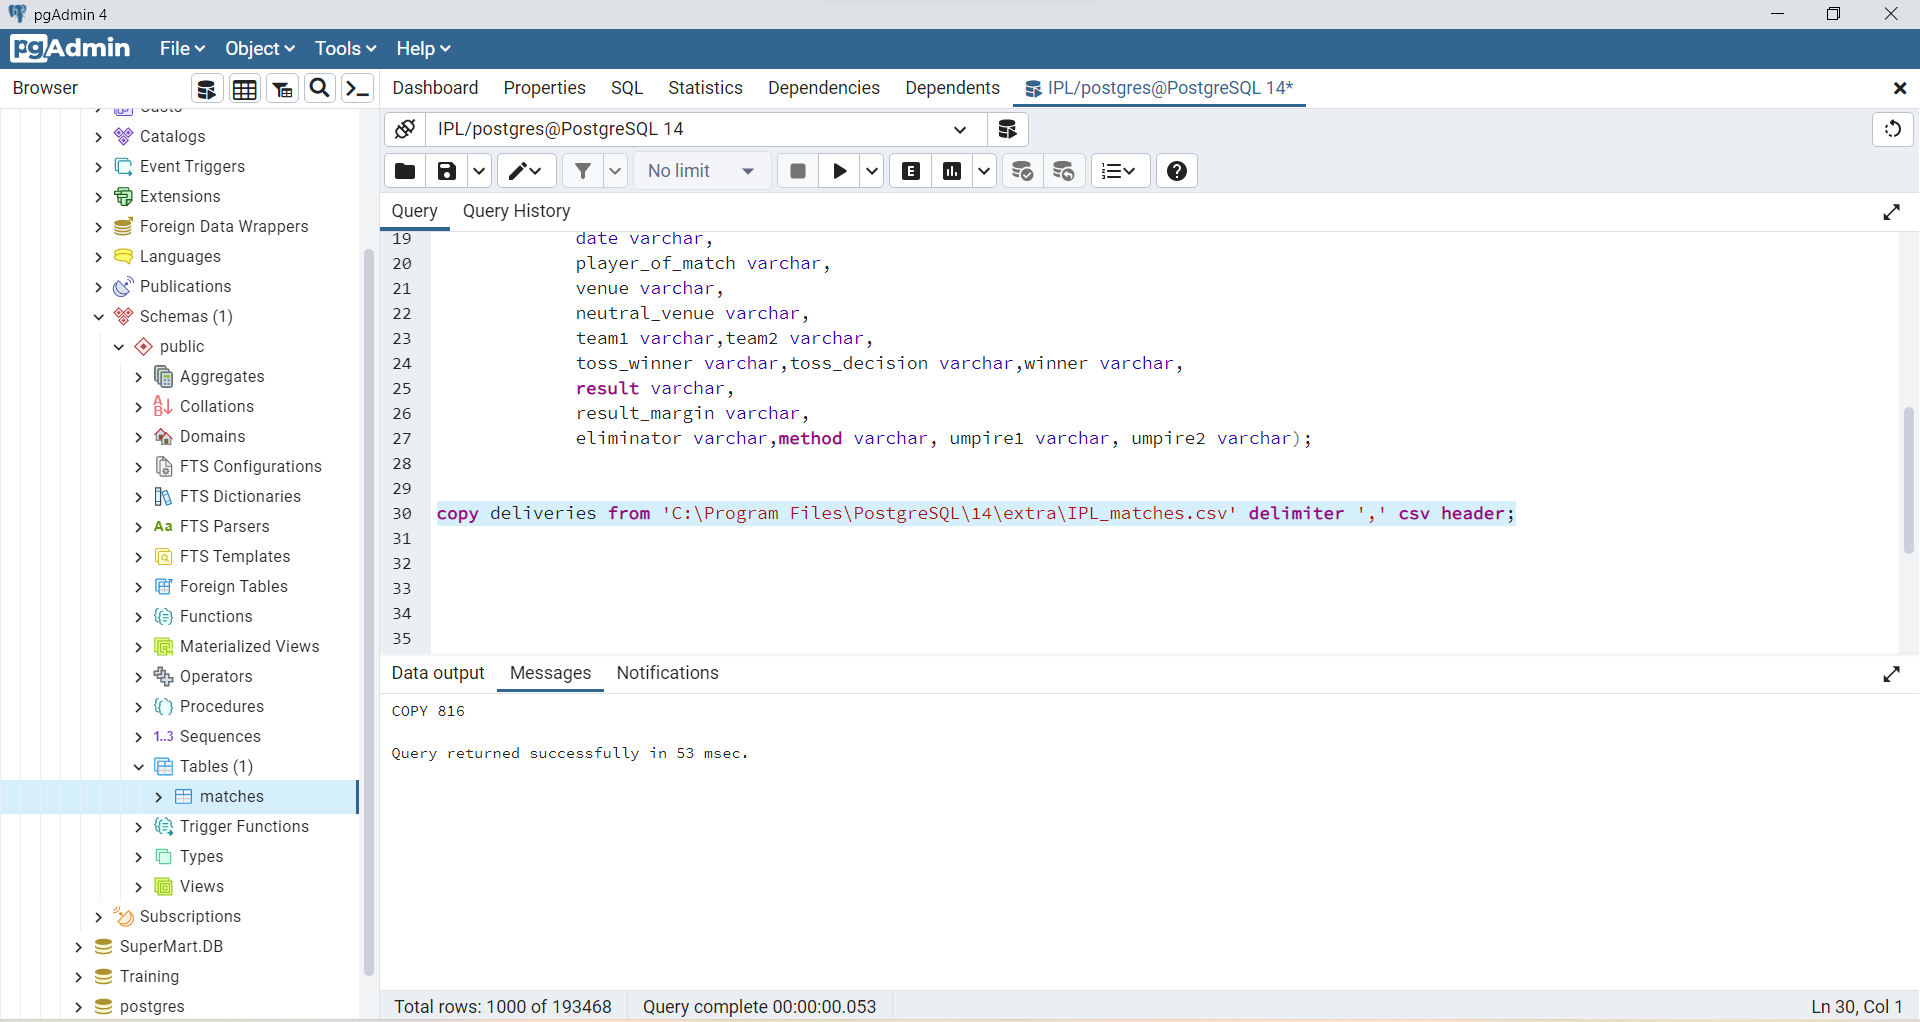 pgAdmin 4
pgAdmin File Object Tools Help
Browser
Dashboard Properties SQL Statistics Dependencies Dependents IPL/postgres@PostgreSQL 14*
IPL/postgres@PostgreSQL 14
No limit
Query Query History
Catalogs
Event Triggers
Extensions
Foreign Data Wrappers
Languages
Publications
Schemas (1)
public
Aggregates
Collations
Domains
FTS Configurations
FTS Dictionaries
Aa FTS Parsers
FTS Templates
Foreign Tables
Functions
Materialized Views
Operators
Procedures
1..3 Sequences
Tables (1)
matches
Trigger Functions
Types
Views
Subscriptions
SuperMart.DB
Training
postgres
19 date varchar,
20 player_of_match varchar,
21 venue varchar,
22 neutral_venue varchar,
23 team1 varchar,team2 varchar,
24 toss_winner varchar,toss_decision varchar,winner varchar,
25 result varchar,
26 result_margin varchar,
27 eliminator varchar,method varchar, umpire1 varchar, umpire2 varchar);
28
29
30 copy deliveries from 'C:\Program Files\PostgreSQL\14\extra\IPL_matches.csv' delimiter ',' csv header;
31
32
33
34
35
Data output Messages Notifications
COPY 816
Query returned successfully in 53 msec.
Total rows: 1000 of 193468 Query complete 00:00:00.053 Ln 30, Col 1